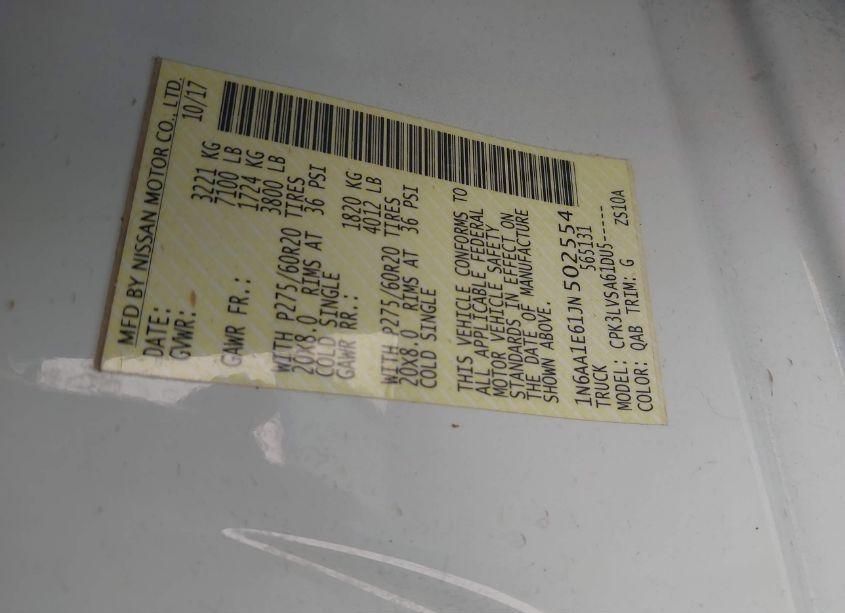 MFD BY NISSAN MOTOR CO., LTD.
DATE: 10/17
GVWR: 3221 KG
7100 LB
GAWR FR.: 1724 KG
3800 LB
WITH P275/60R20 TIRES
20X8.0 RIMS AT 36 PSI
COLD SINGLE
GAWR RR.: 1820 KG
4012 LB
WITH P275/60R20 TIRES
20X8.0 RIMS AT 36 PSI
COLD SINGLE
THIS VEHICLE CONFORMS TO
ALL APPLICABLE FEDERAL
MOTOR VEHICLE SAFETY
STANDARDS IN EFFECT ON
THE DATE OF MANUFACTURE
SHOWN ABOVE.
1N6AA1E61JN502554
TRUCK 565131
MODEL: CPK3LVSA61DU5-----
COLOR: QAB TRIM: G ZS10A